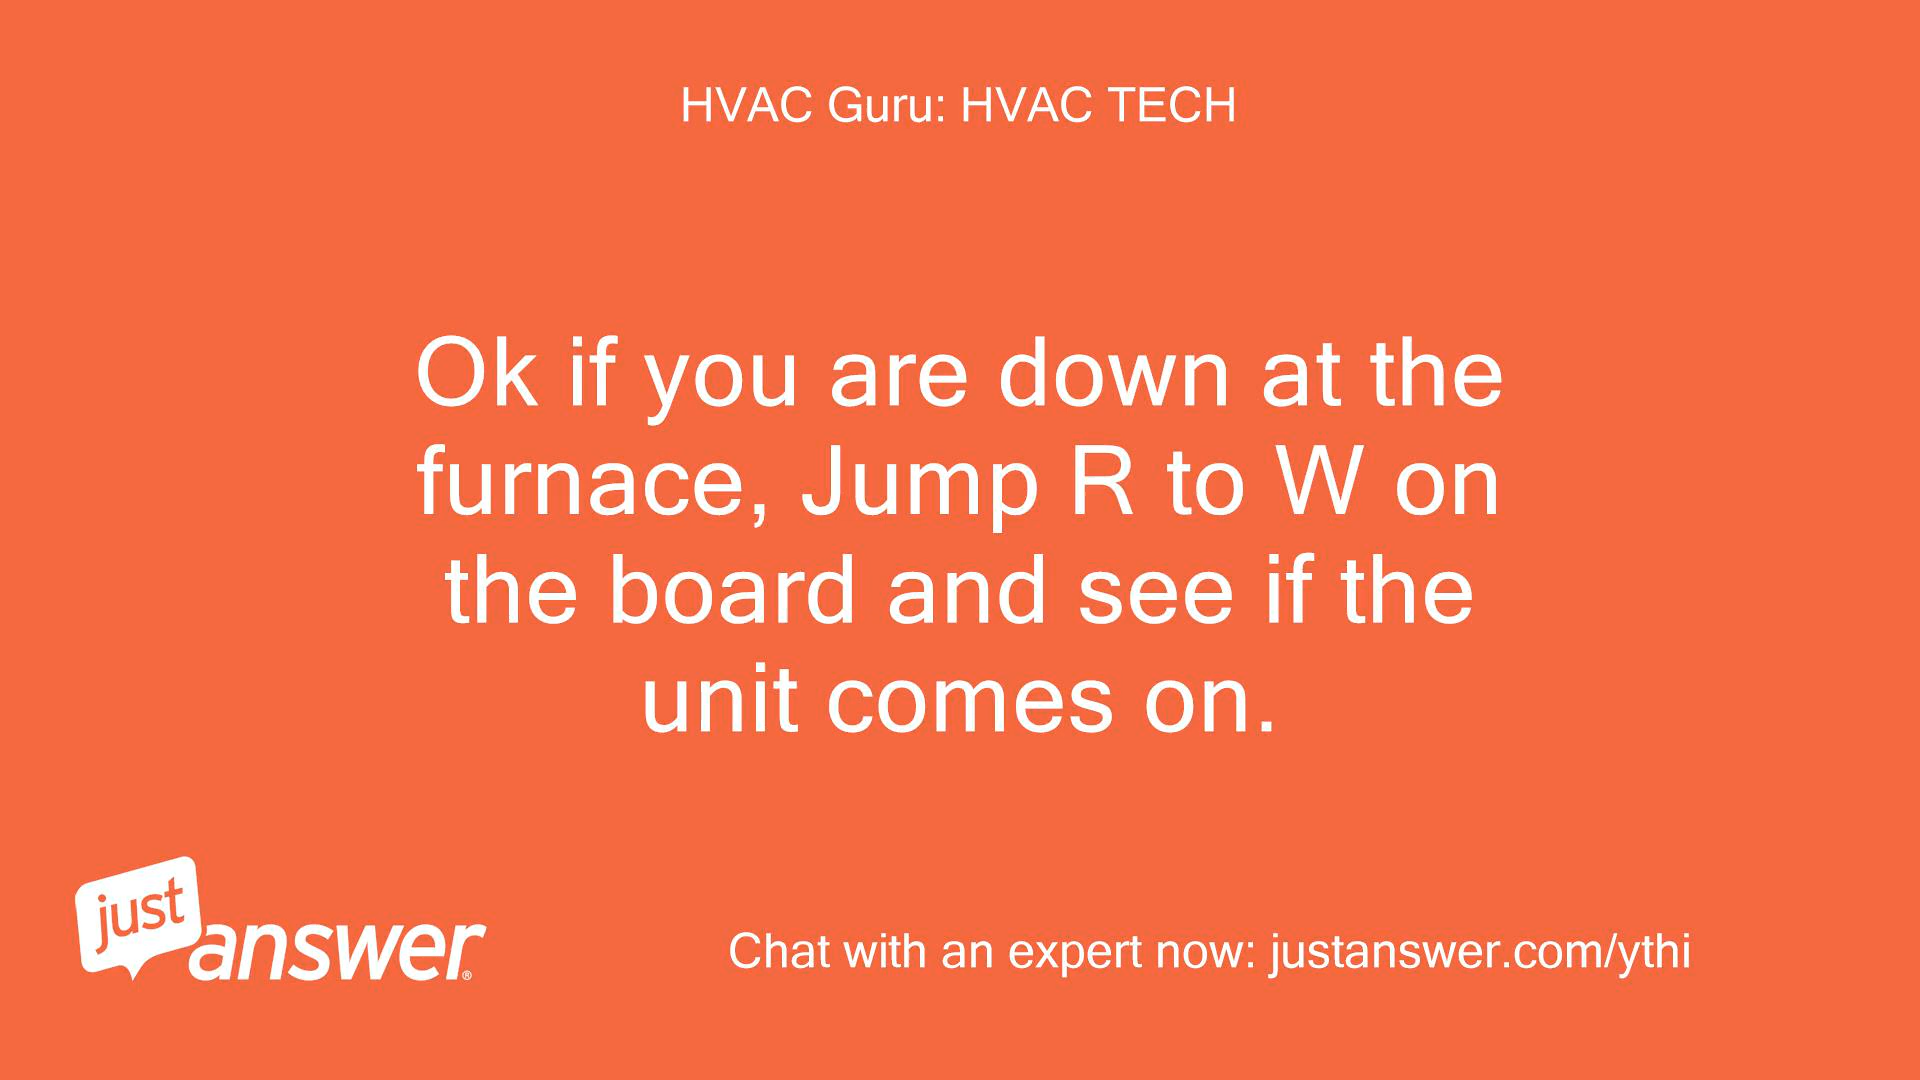 HVAC Guru: HVAC TECH
Ok if you are down at the
furnace, Jump R to W on
the board and see if the
unit comes on.
just
answer®
Chat with an expert now: justanswer.com/ythi